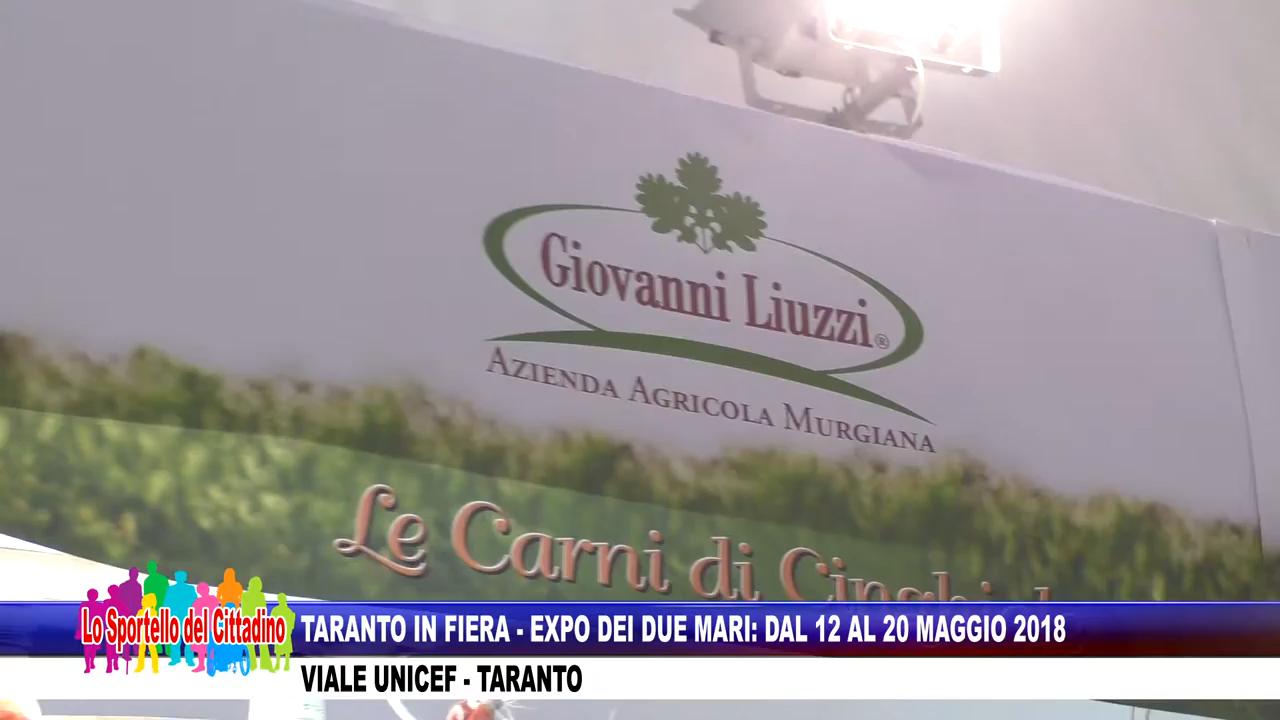 Giovanni Liuzzi®
AZIENDA AGRICOLA MURGIANA
Le Carni di
Lo Sportello del Cittadino
TARANTO IN FIERA - EXPO DEI DUE MARI: DAL 12 AL 20 MAGGIO 2018
VIALE UNICEF - TARANTO